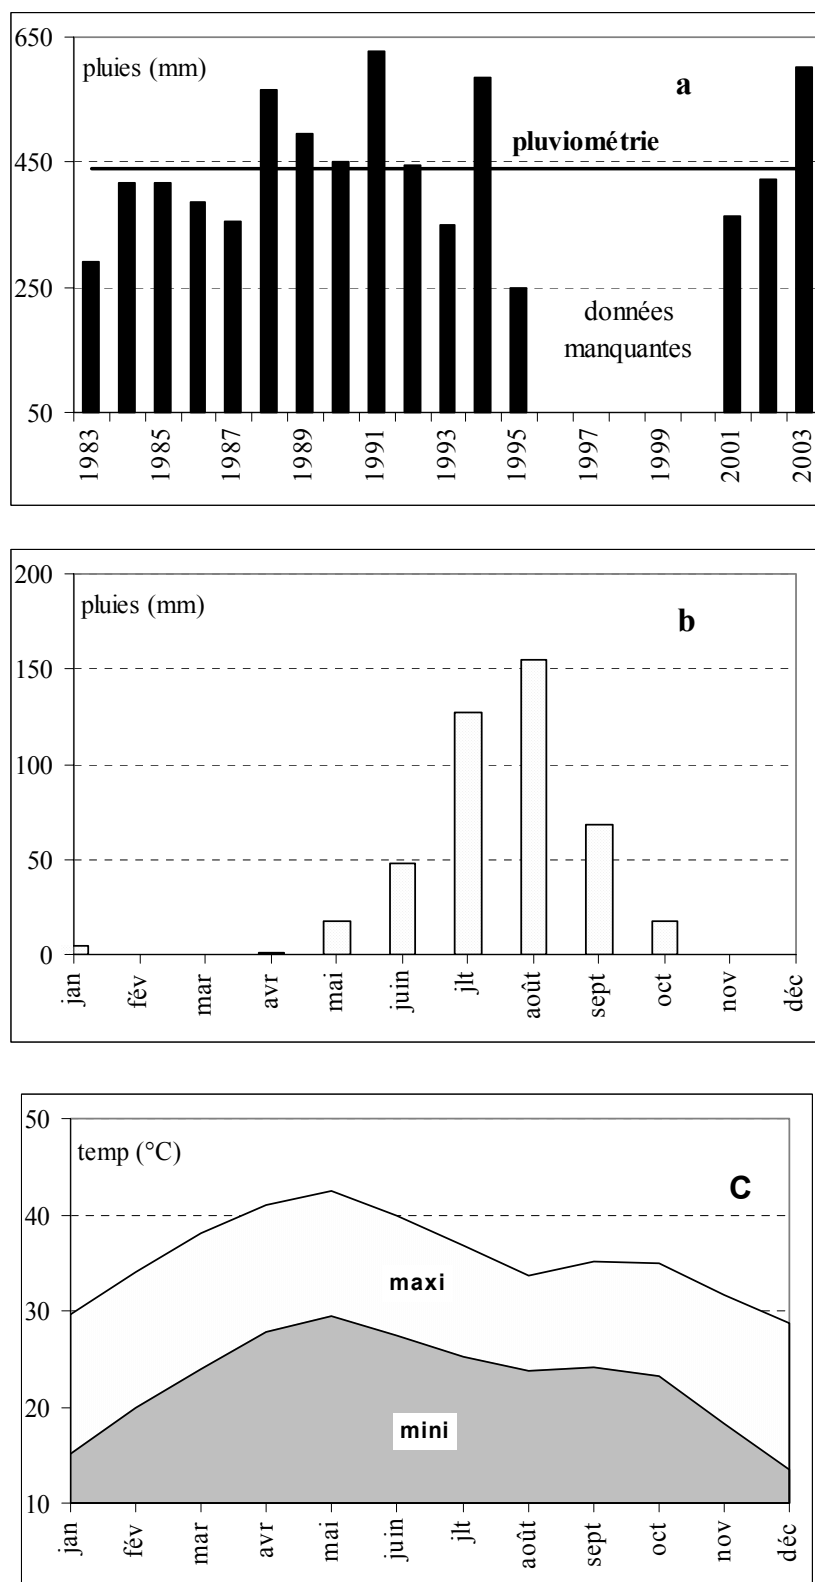 650
pluies (mm)
a
pluviométrie
450
250
données
manquantes
50
1983
1985
1987
1989
1991
1993
1995
1997
1999
2001
2003
200
pluies (mm)
b
150
100
50
0
jan
fév
mar
avr
mai
juin
jlt
août
sept
oct
nov
déc
50
temp (°C)
C
40
maxi
30
20
mini
10
jan
fév
mar
avr
mai
juin
jlt
août
sept
oct
nov
déc